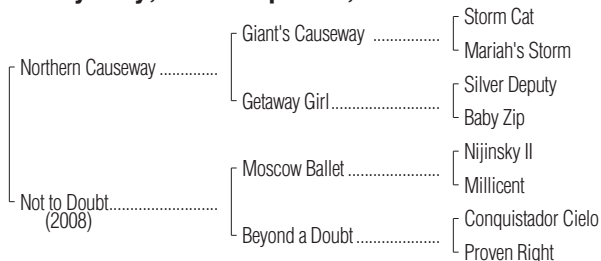 Storm Cat
Giant's Causeway ................
Mariah's Storm
Northern Causeway ..............
Silver Deputy
Getaway Girl..........................
Baby Zip
Nijinsky II
Moscow Ballet ......................
Millicent
Not to Doubt..........................
(2008)
Conquistador Cielo
Beyond a Doubt ....................
Proven Right